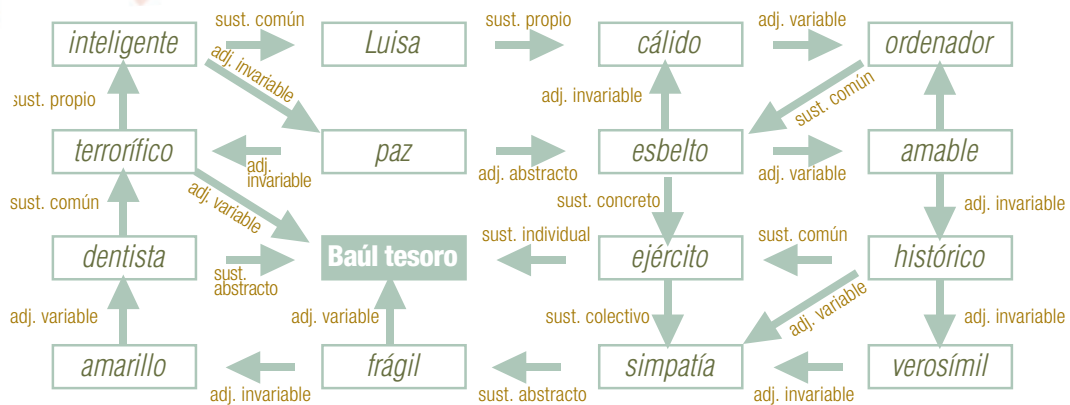 sust. común
sust. propio
adj. variable
inteligente
Luisa
cálido
ordenador
adj. invariable
sust. propio
adj. invariable
sust. común
terrorífico
adj.
invariable
paz
adj. abstracto
esbelto
adj. variable
amable
sust. común
adj. variable
sust. concreto
adj. invariable
sust. individual
sust. común
dentista
sust.
abstracto
Baúl tesoro
ejército
histórico
adj. variable
adj. variable
sust. colectivo
adj. variable
adj. invariable
amarillo
adj. invariable
frágil
sust. abstracto
simpatía
adj. invariable
verosímil